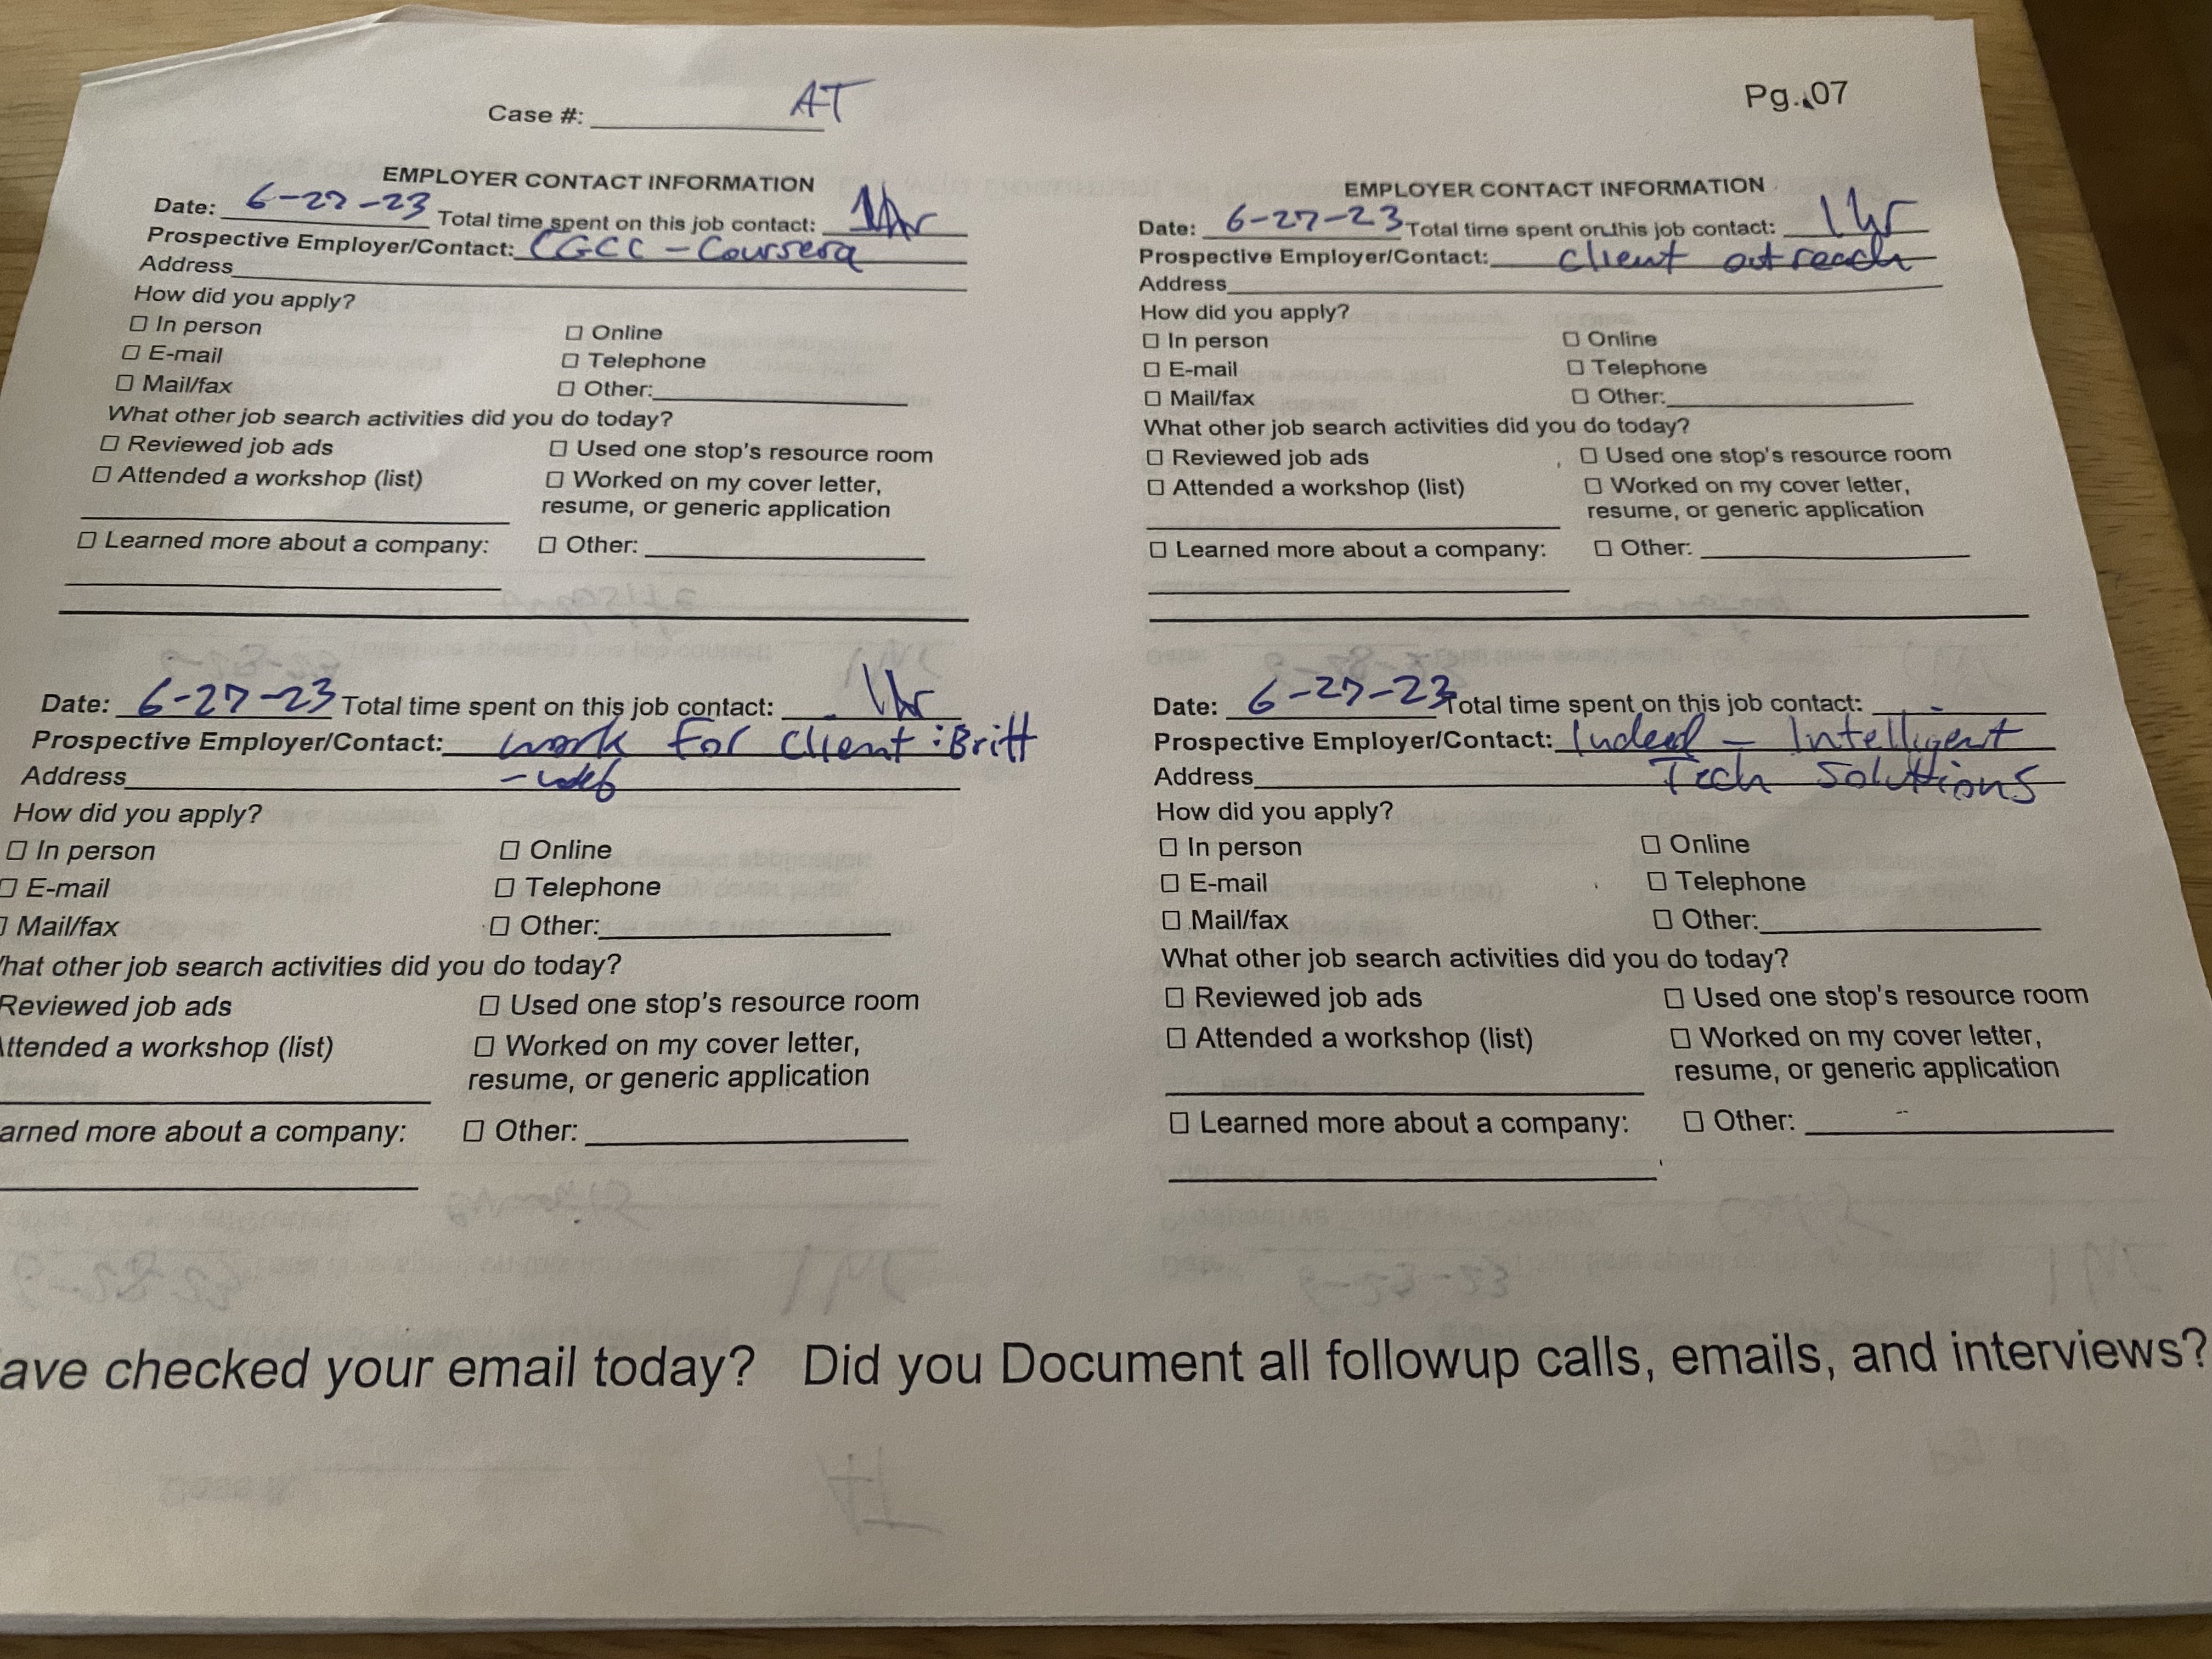 Case #: AT
Pg. 07
EMPLOYER CONTACT INFORMATION
Date: 6-27-23 Total time spent on this job contact: 1hr
Prospective Employer/Contact: CGCC - Coursera
Address
How did you apply?
☐ In person ☐ Online
☐ E-mail ☐ Telephone
☐ Mail/fax ☐ Other:
What other job search activities did you do today?
☐ Reviewed job ads ☐ Used one stop's resource room
☐ Attended a workshop (list) ☐ Worked on my cover letter,
resume, or generic application
☐ Learned more about a company: ☐ Other:
EMPLOYER CONTACT INFORMATION
Date: 6-27-23 Total time spent on this job contact: 1hr
Prospective Employer/Contact: client outreach
Address
How did you apply?
☐ In person ☐ Online
☐ E-mail ☐ Telephone
☐ Mail/fax ☐ Other:
What other job search activities did you do today?
☐ Reviewed job ads ☐ Used one stop's resource room
☐ Attended a workshop (list) ☐ Worked on my cover letter,
resume, or generic application
☐ Learned more about a company: ☐ Other:
Date: 6-27-23 Total time spent on this job contact: 1hr
Prospective Employer/Contact: work for client: Britt
Address - web
How did you apply?
☐ In person ☐ Online
☐ E-mail ☐ Telephone
☐ Mail/fax ☐ Other:
hat other job search activities did you do today?
Reviewed job ads ☐ Used one stop's resource room
ttended a workshop (list) ☐ Worked on my cover letter,
resume, or generic application
arned more about a company: ☐ Other:
Date: 6-27-23 Total time spent on this job contact:
Prospective Employer/Contact: Indeed - Intelligent
Address Tech Solutions
How did you apply?
☐ In person ☐ Online
☐ E-mail ☐ Telephone
☐ Mail/fax ☐ Other:
What other job search activities did you do today?
☐ Reviewed job ads ☐ Used one stop's resource room
☐ Attended a workshop (list) ☐ Worked on my cover letter,
resume, or generic application
☐ Learned more about a company: ☐ Other:
ave checked your email today? Did you Document all followup calls, emails, and interviews?